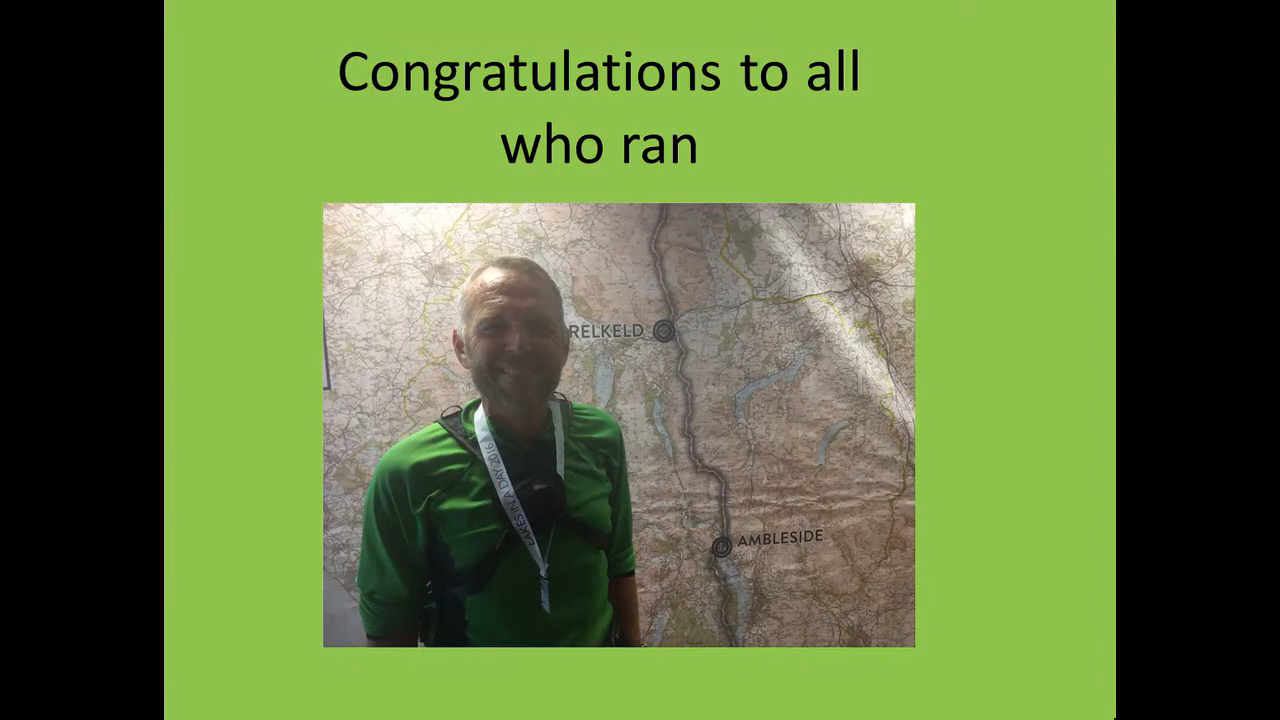 Congratulations to all
who ran
RELKELD
LAKES IN A DAY 2016
AMBLESIDE